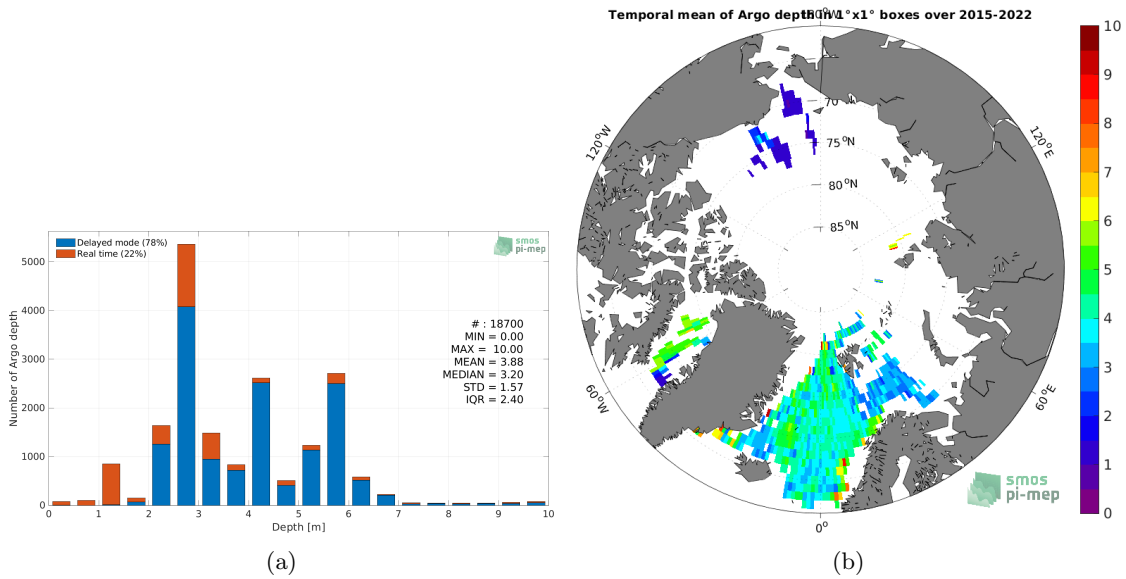 Temporal mean of Argo depth in 1°x1° boxes over 2015-2022
Delayed mode (78%)
Real time (22%)
smos
pi-mep
# : 18700
MIN = 0.00
MAX = 10.00
MEAN = 3.88
MEDIAN = 3.20
STD = 1.57
IQR = 2.40
Number of Argo depth
5000
4000
3000
2000
1000
0
0 1 2 3 4 5 6 7 8 9 10
Depth [m]
(a)
120°W
120°E
60°W
60°E
0°
75°N
80°N
85°N
smos
pi-mep
10
9
8
7
6
5
4
3
2
1
0
(b)